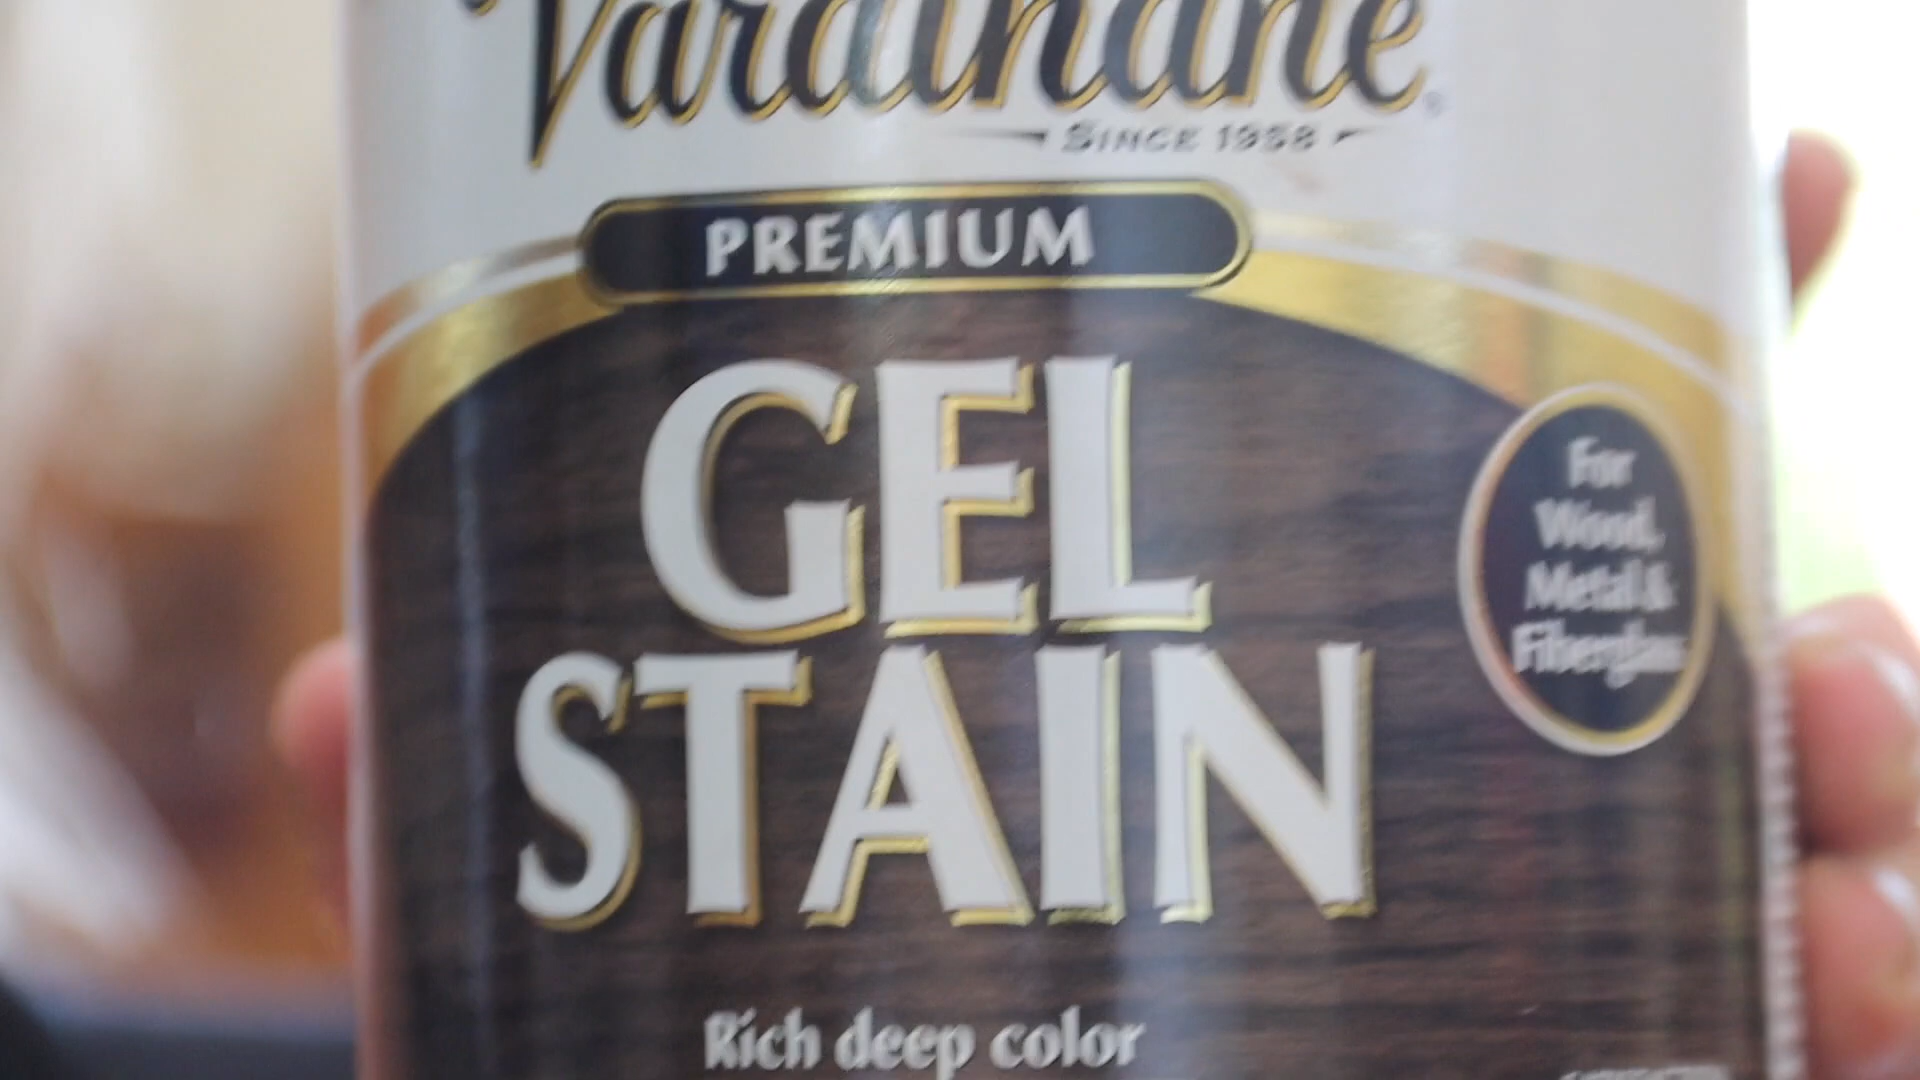 Varathane®
SINCE 1958
PREMIUM
GEL
STAIN
For
Wood,
Metal &
Fiberglass
Rich deep color